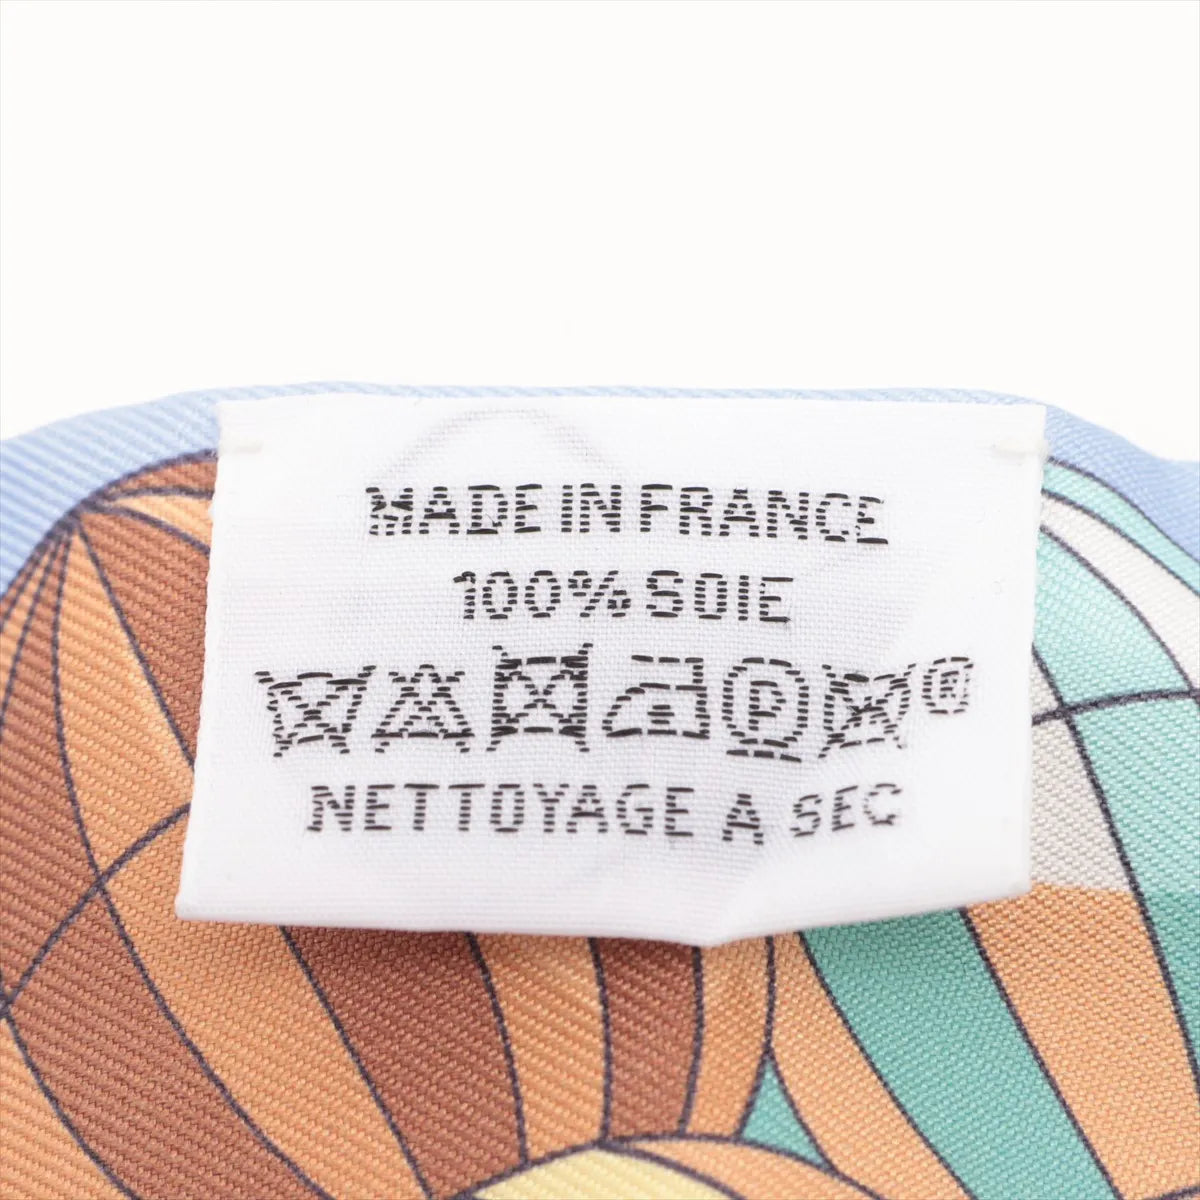 MADE IN FRANCE
100% SOIE
P ®
NETTOYAGE A SEC